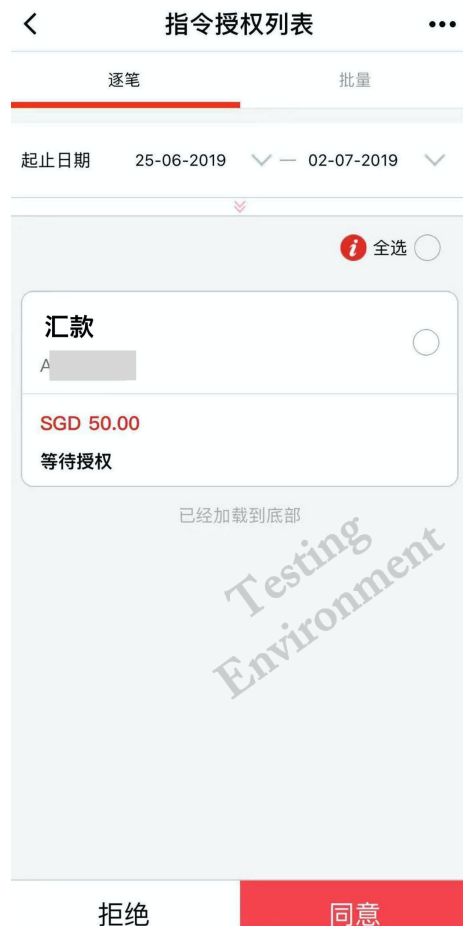 指令授权列表
逐笔 批量
起止日期 25-06-2019 — 02-07-2019
全选
汇款
A
SGD 50.00
等待授权
已经加载到底部
Testing
Environment
拒绝 同意